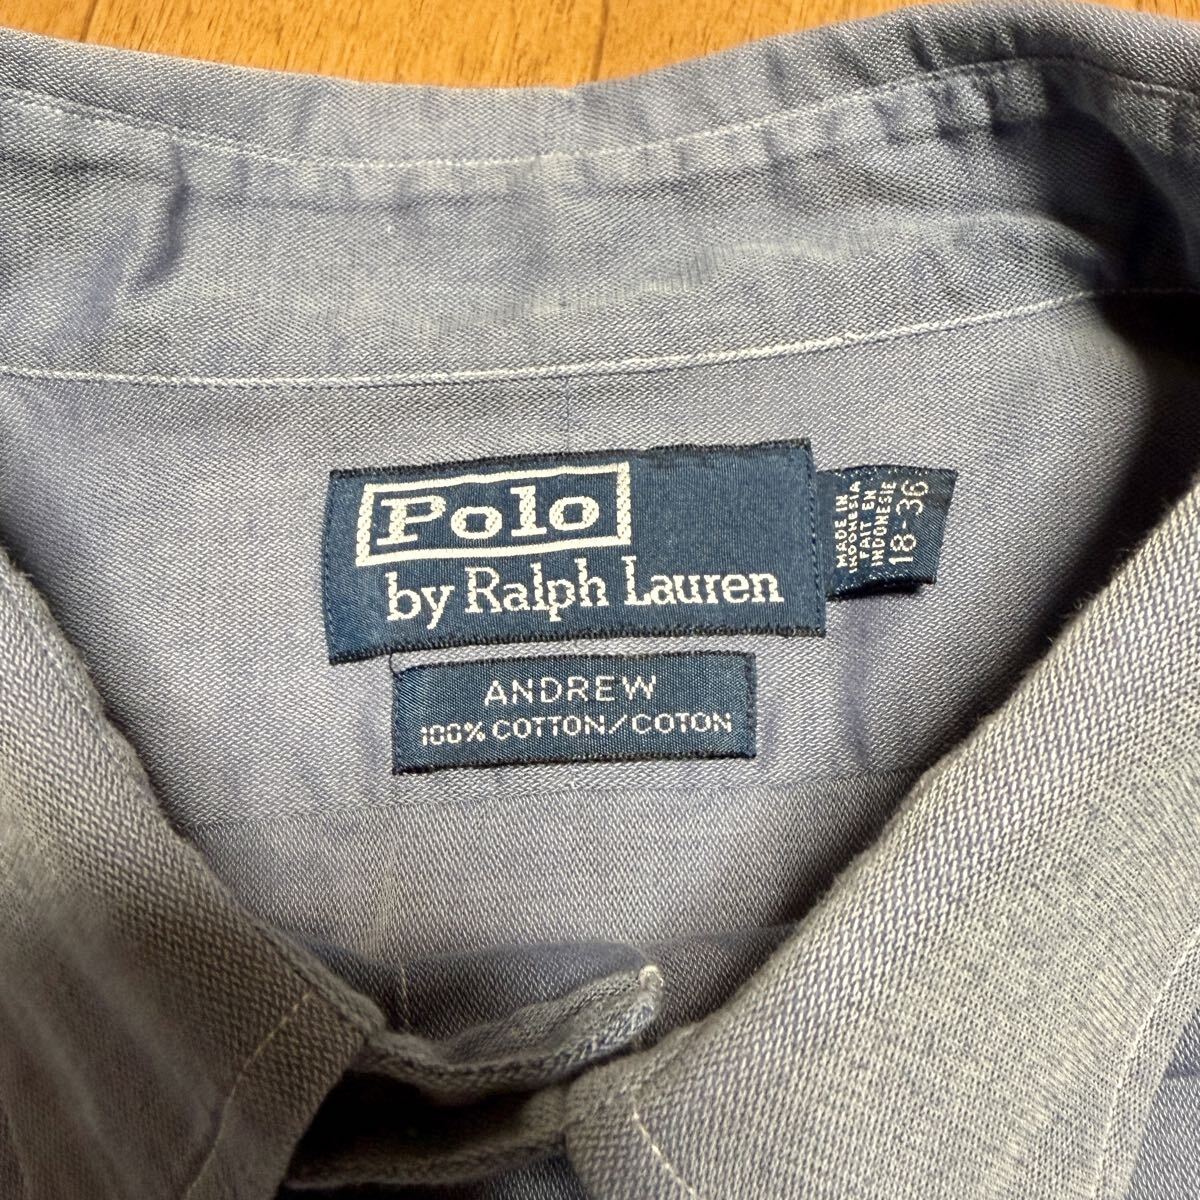 Polo
by Ralph Lauren
MADE IN
INDONESIA
FAIT EN
INDONESIE
18-36
ANDREW
100% COTTON/COTON